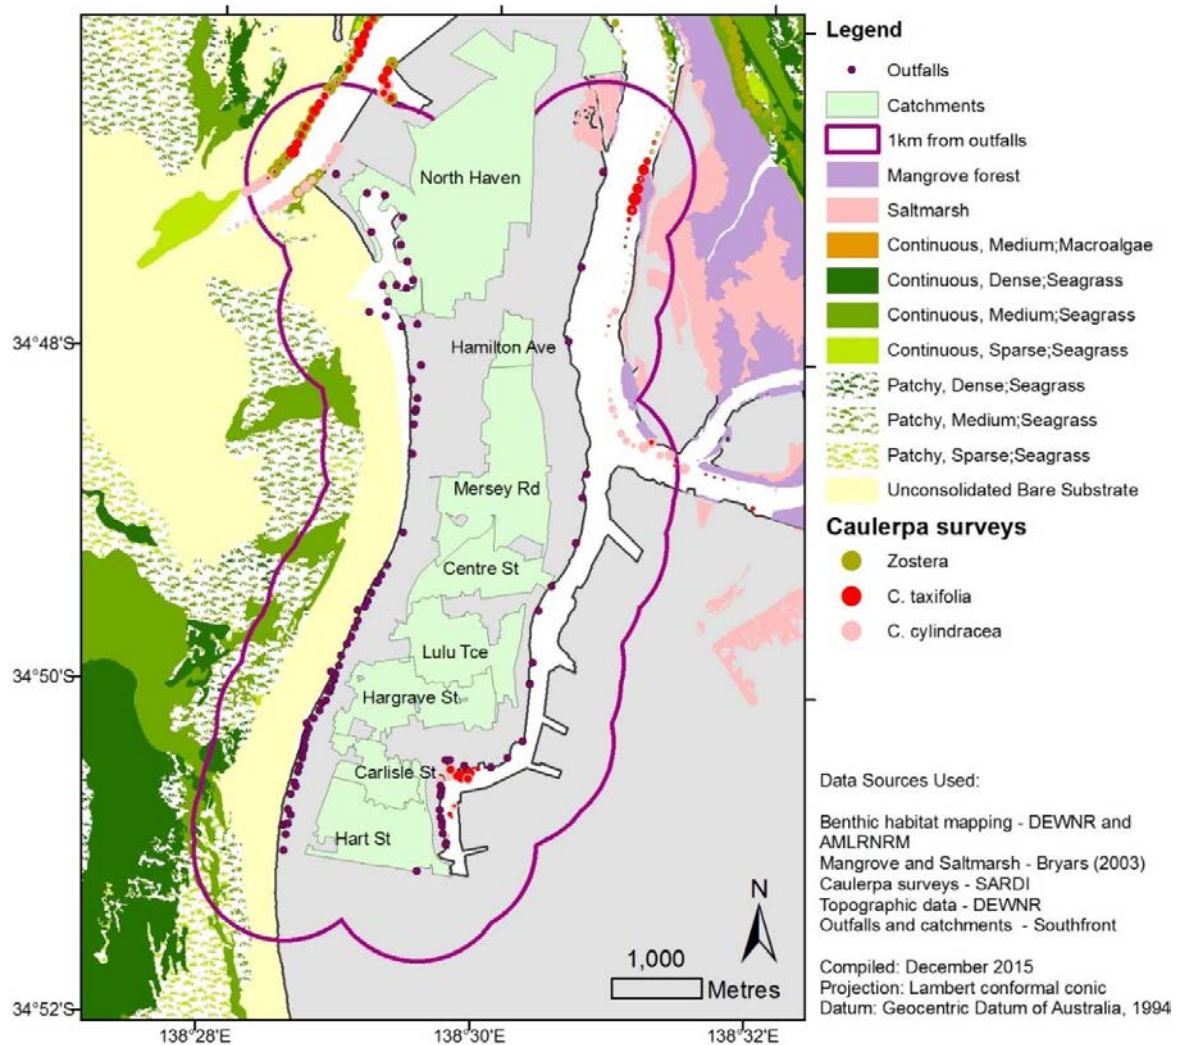 Legend
Outfalls
Catchments
1km from outfalls
Mangrove forest
Saltmarsh
Continuous, Medium;Macroalgae
Continuous, Dense;Seagrass
Continuous, Medium;Seagrass
Continuous, Sparse;Seagrass
Patchy, Dense;Seagrass
Patchy, Medium;Seagrass
Patchy, Sparse;Seagrass
Unconsolidated Bare Substrate
Caulerpa surveys
Zostera
C. taxifolia
C. cylindracea
North Haven
Hamilton Ave
Mersey Rd
Centre St
Lulu Tce
Hargrave St
Carlisle St
Hart St
34°48'S
34°50'S
34°52'S
138°28'E
138°30'E
138°32'E
N
1,000
Metres
Data Sources Used:
Benthic habitat mapping - DEWNR and
AMLRNRM
Mangrove and Saltmarsh - Bryars (2003)
Caulerpa surveys - SARDI
Topographic data - DEWNR
Outfalls and catchments - Southfront
Compiled: December 2015
Projection: Lambert conformal conic
Datum: Geocentric Datum of Australia, 1994